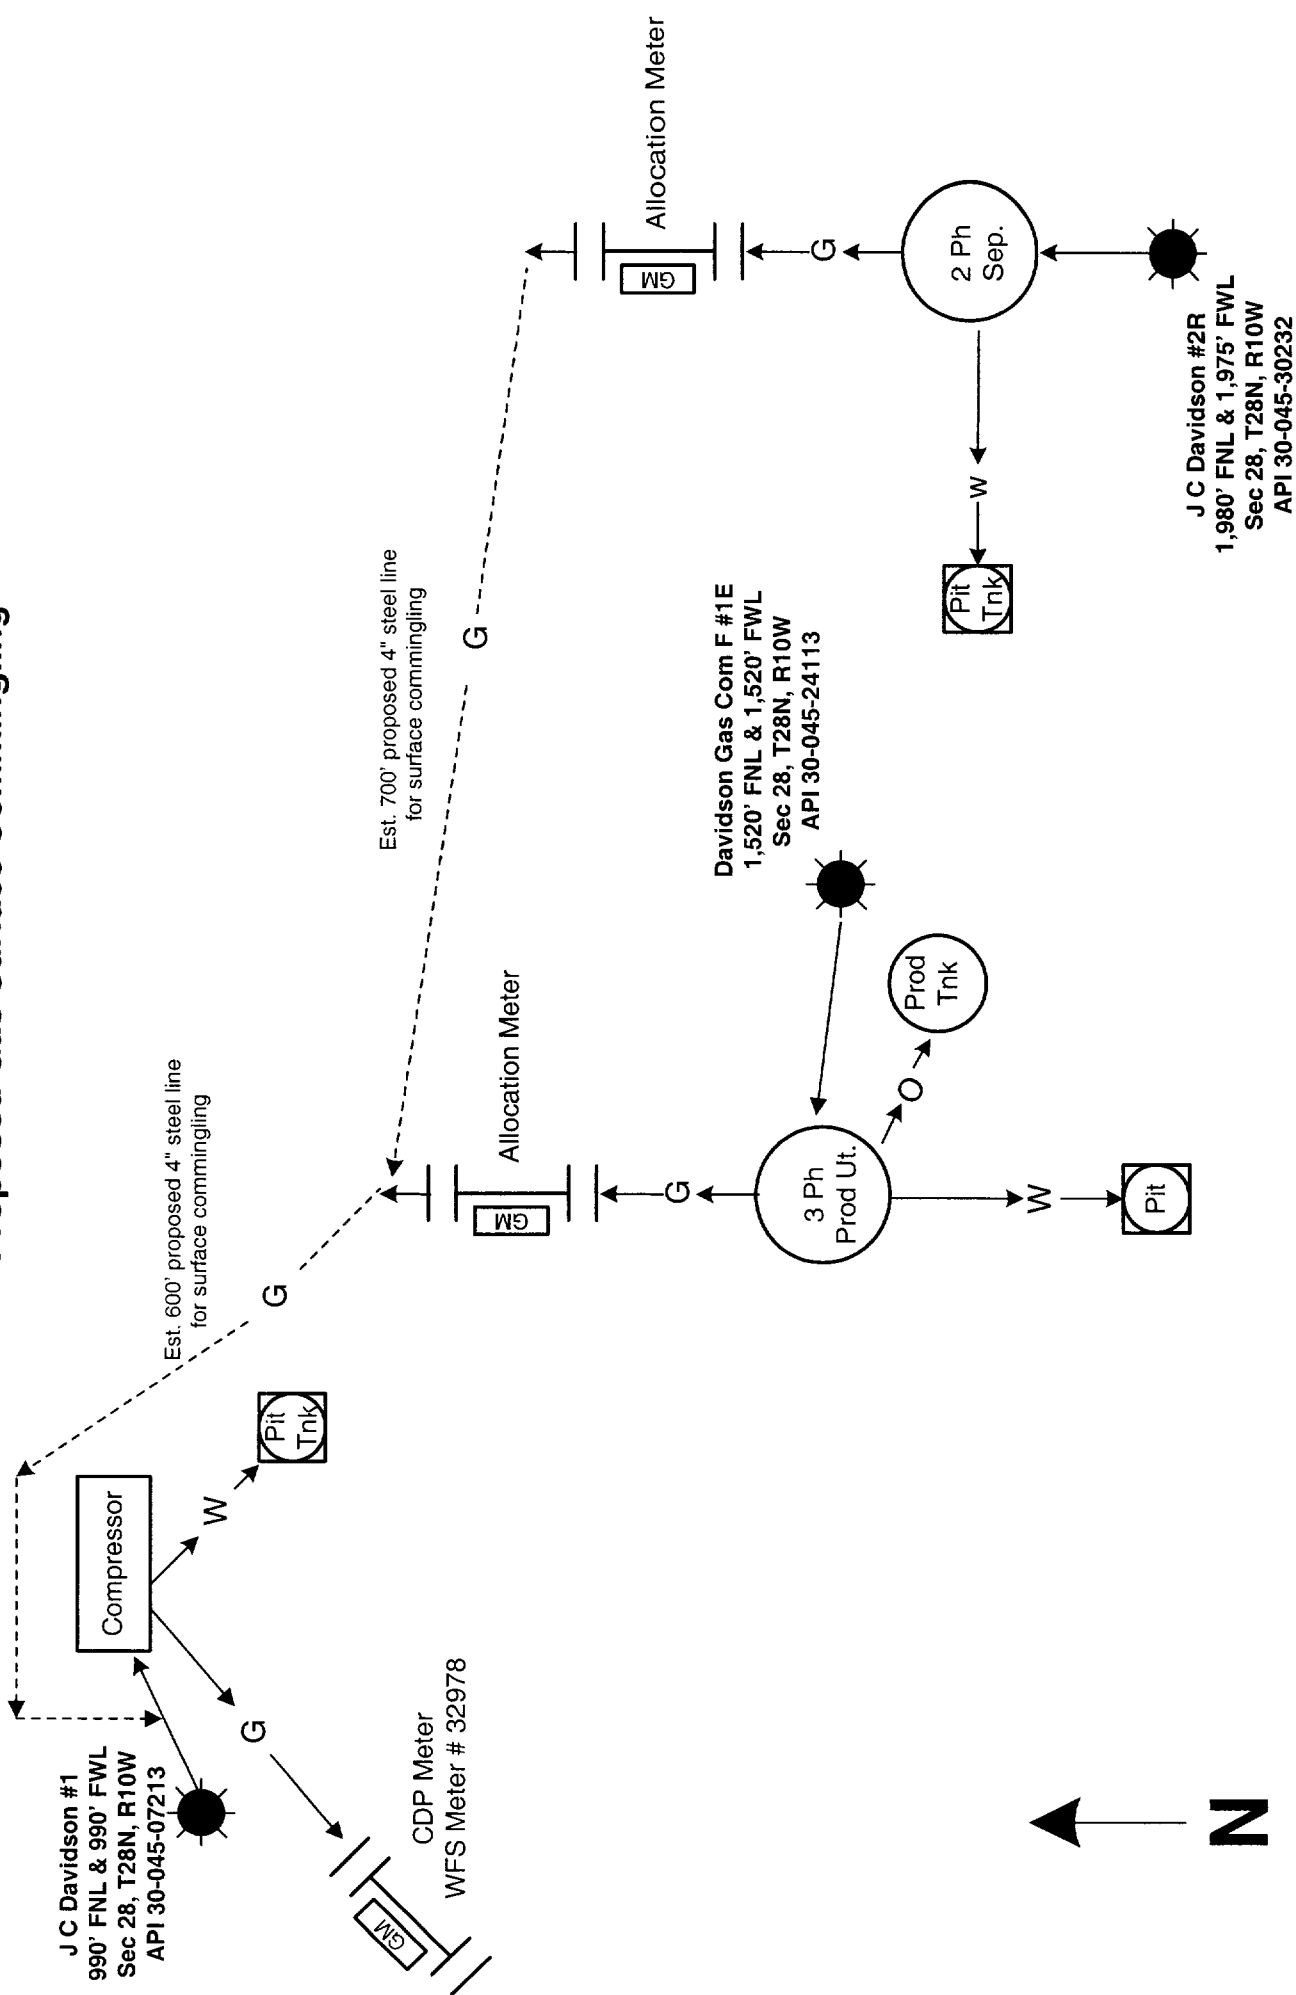 J C Davidson #1
990' FNL & 990' FWL
Sec 28, T28N, R10W
API 30-045-07213
Compressor
W
Pit
Tnk
G
GM
CDP Meter
WFS Meter # 32978
Est. 600' proposed 4" steel line
for surface commingling
G
Est. 700' proposed 4" steel line
for surface commingling
G
Allocation Meter
GM
G
3 Ph
Prod Ut.
O
Prod
Tnk
W
Pit
Davidson Gas Com F #1E
1,520' FNL & 1,520' FWL
Sec 28, T28N, R10W
API 30-045-24113
Allocation Meter
GM
G
2 Ph
Sep.
w
Pit
Tnk
J C Davidson #2R
1,980' FNL & 1,975' FWL
Sec 28, T28N, R10W
API 30-045-30232
N